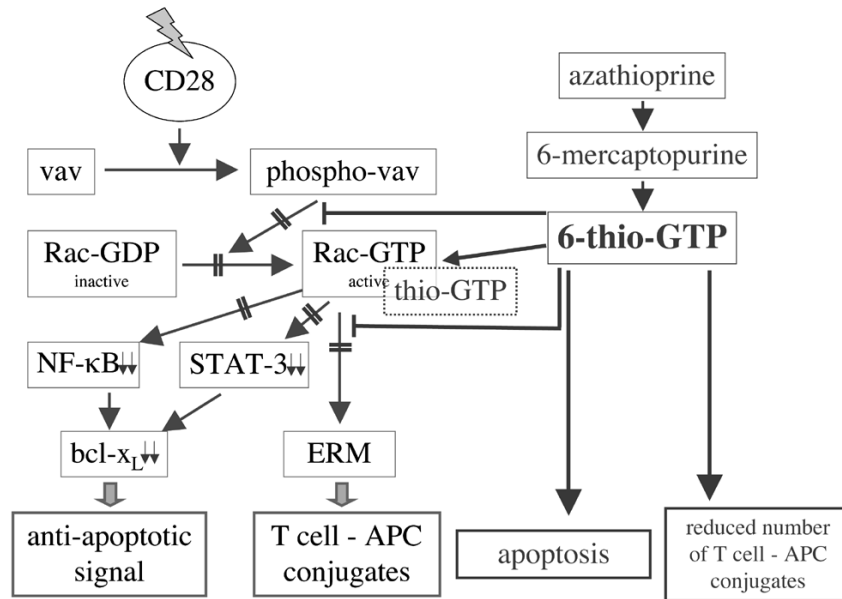 CD28
azathioprine
6-mercaptopurine
vav
phospho-vav
6-thio-GTP
Rac-GDP
inactive
Rac-GTP
active
thio-GTP
NF-κB↓↓
STAT-3↓↓
bcl-xL↓↓
ERM
anti-apoptotic
signal
T cell - APC
conjugates
apoptosis
reduced number
of T cell - APC
conjugates